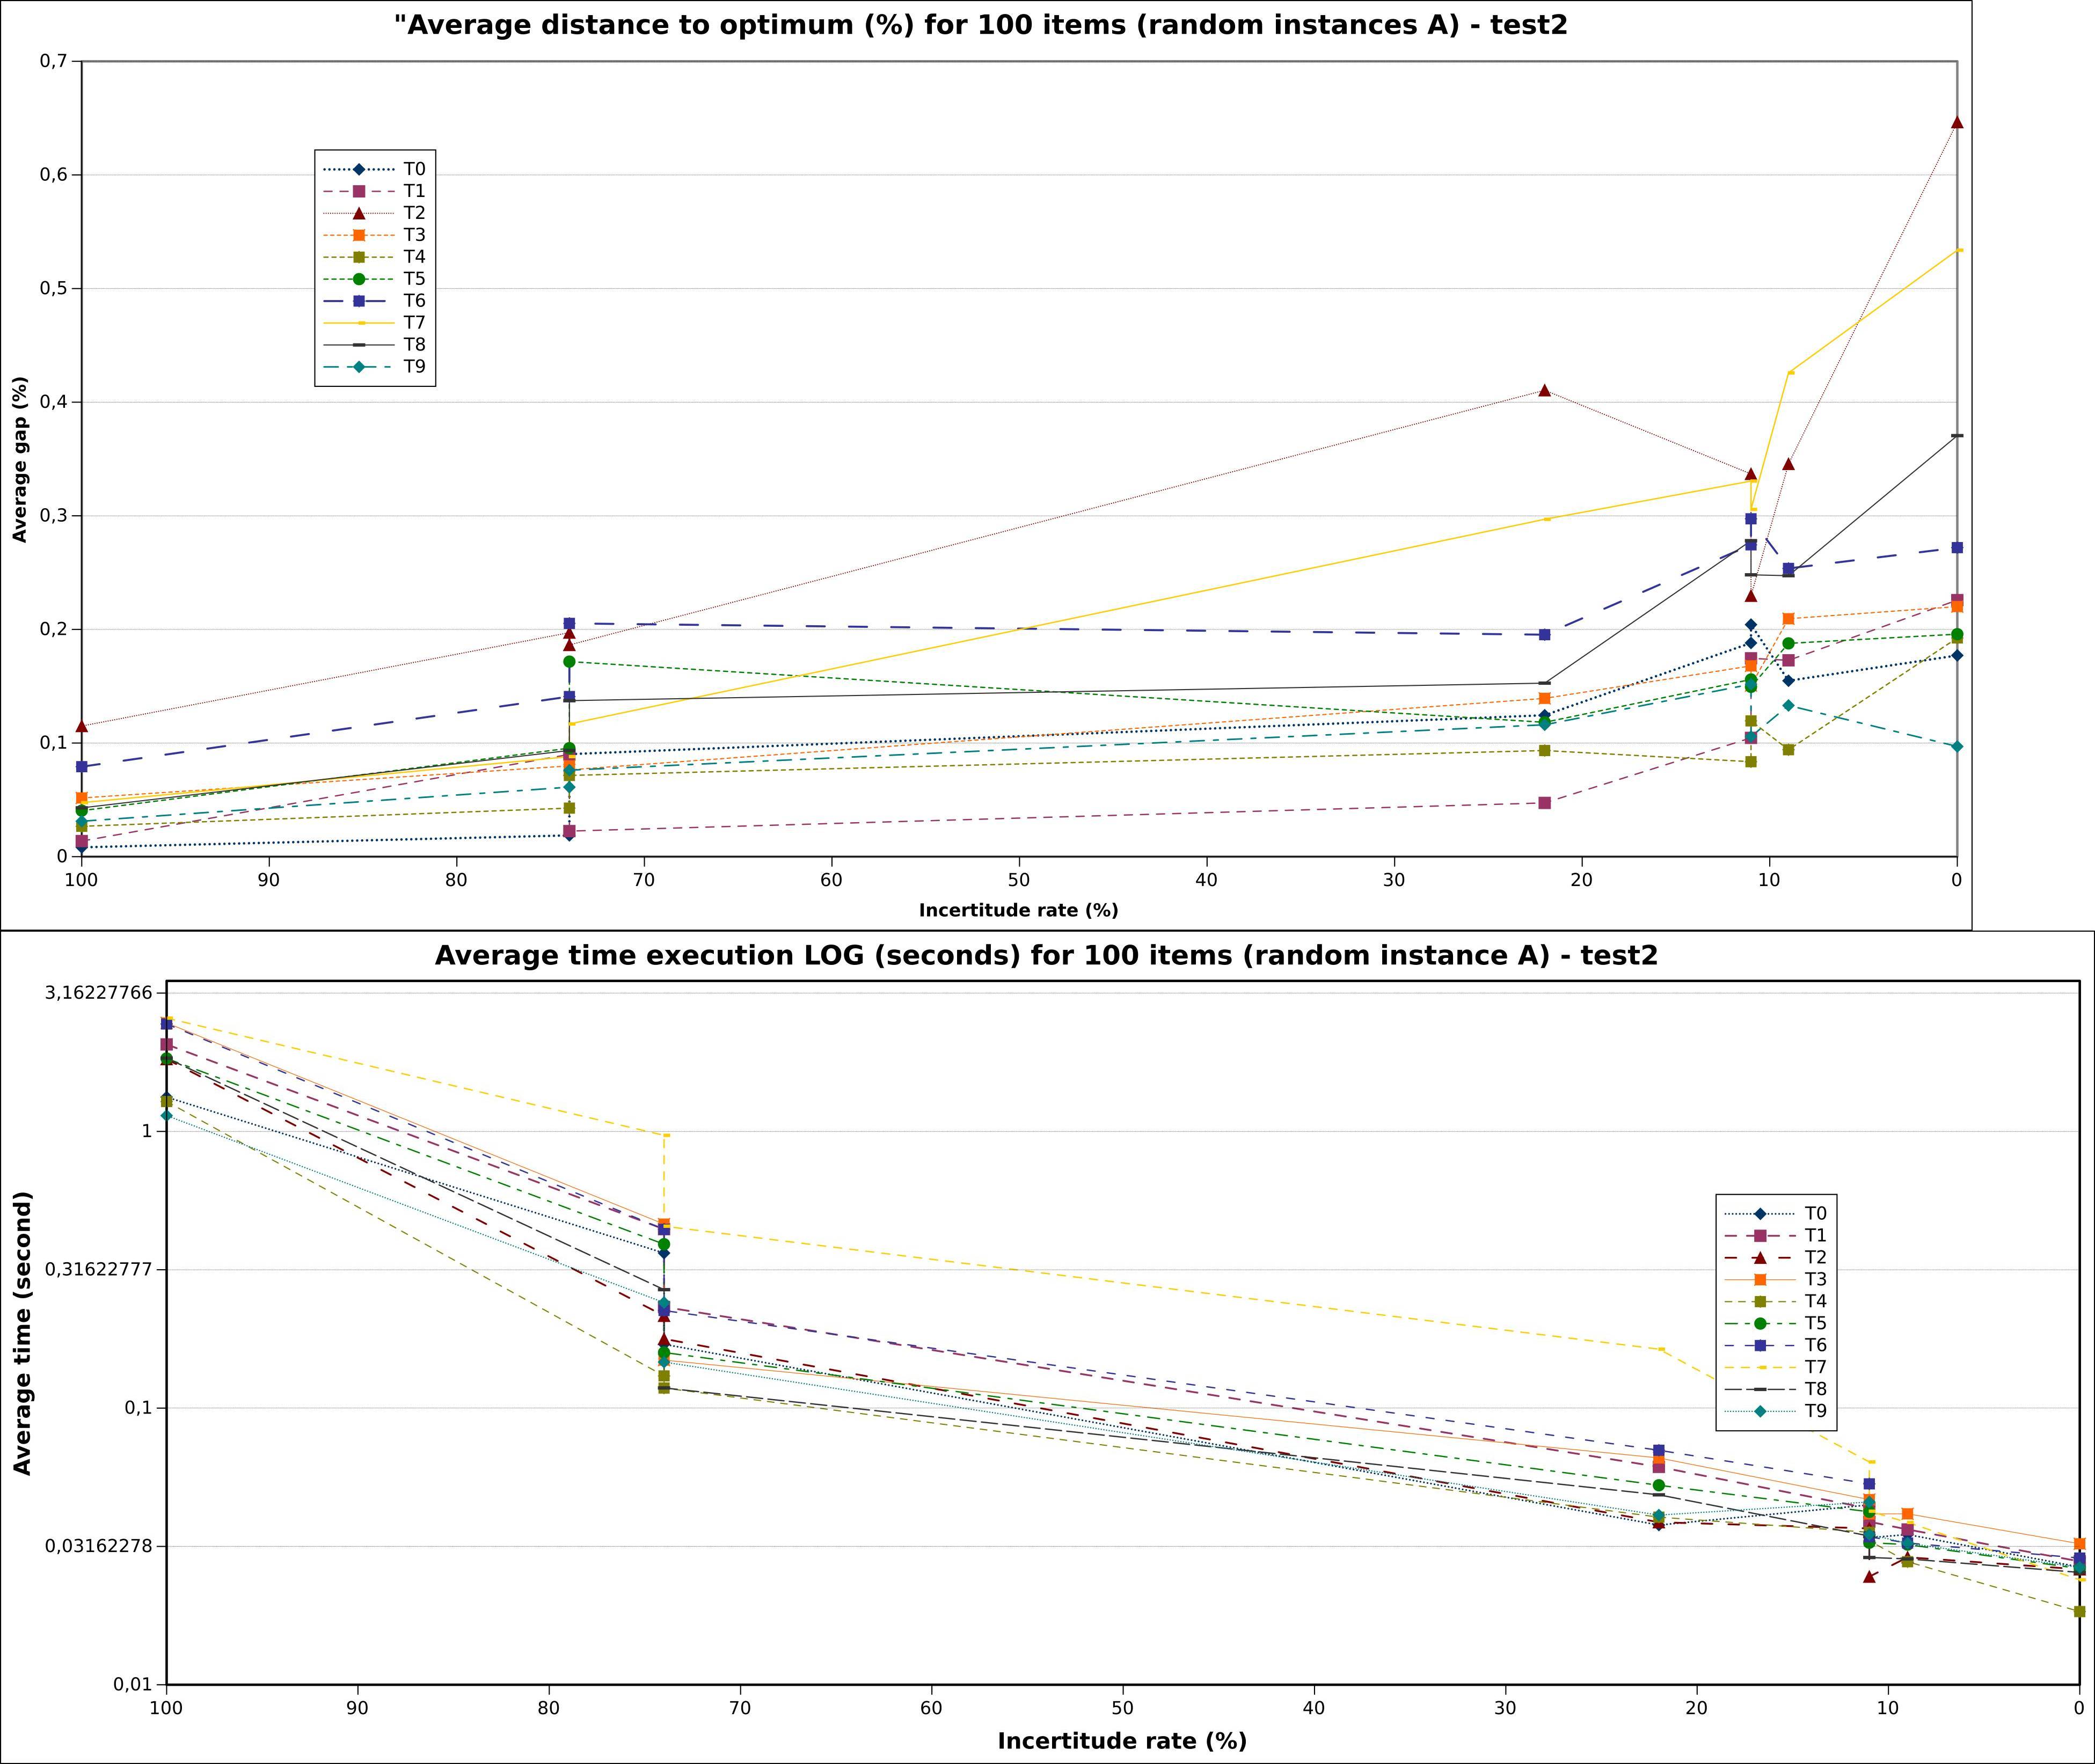 "Average distance to optimum (%) for 100 items (random instances A) - test2
0,7
0,6
0,5
0,4
0,3
0,2
0,1
0
Average gap (%)
T0
T1
T2
T3
T4
T5
T6
T7
T8
T9
100 90 80 70 60 50 40 30 20 10 0
Incertitude rate (%)
Average time execution LOG (seconds) for 100 items (random instance A) - test2
3,16227766
1
0,31622777
0,1
0,03162278
0,01
Average time (second)
T0
T1
T2
T3
T4
T5
T6
T7
T8
T9
100 90 80 70 60 50 40 30 20 10 0
Incertitude rate (%)